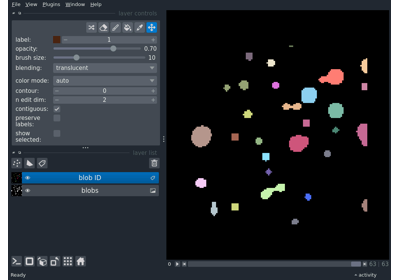 File View Plugins Window Help
layer controls
label: 1
opacity: 0.70
brush size: 10
blending: translucent
color mode: auto
contour: 0
n edit dim: 2
contiguous:
preserve
labels:
show
selected:
layer list
blob ID
blobs
63 63
Ready
activity